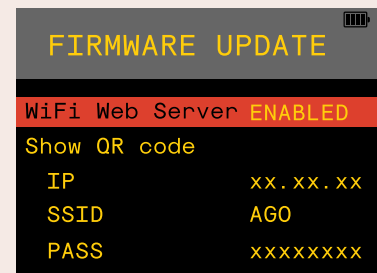 FIRMWARE UPDATE
WiFi Web Server ENABLED
Show QR code
IP xx.xx.xx
SSID AGO
PASS xxxxxxxx